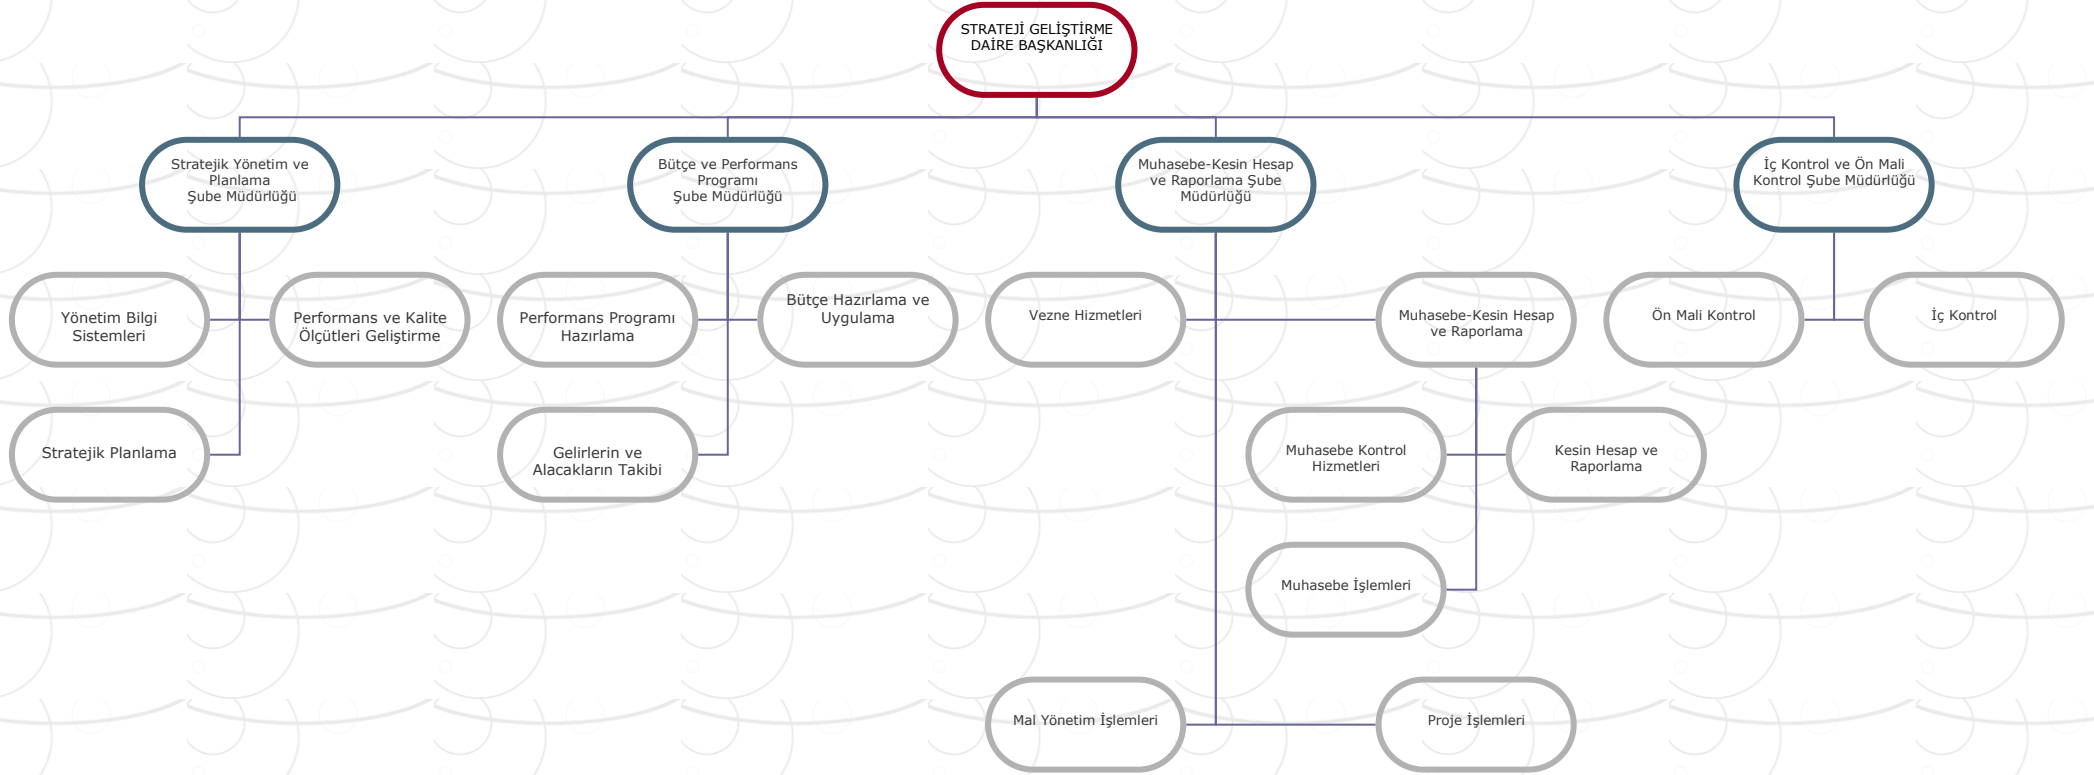 STRATEJİ GELİŞTİRME
DAİRE BAŞKANLIĞI
Stratejik Yönetim ve
Planlama
Şube Müdürlüğü
Bütçe ve Performans
Programı
Şube Müdürlüğü
Muhasebe-Kesin Hesap
ve Raporlama Şube
Müdürlüğü
İç Kontrol ve Ön Mali
Kontrol Şube Müdürlüğü
Yönetim Bilgi
Sistemleri
Performans ve Kalite
Ölçütleri Geliştirme
Performans Programı
Hazırlama
Bütçe Hazırlama ve
Uygulama
Vezne Hizmetleri
Muhasebe-Kesin Hesap
ve Raporlama
Ön Mali Kontrol
İç Kontrol
Stratejik Planlama
Gelirlerin ve
Alacakların Takibi
Muhasebe Kontrol
Hizmetleri
Kesin Hesap ve
Raporlama
Muhasebe İşlemleri
Mal Yönetim İşlemleri
Proje İşlemleri